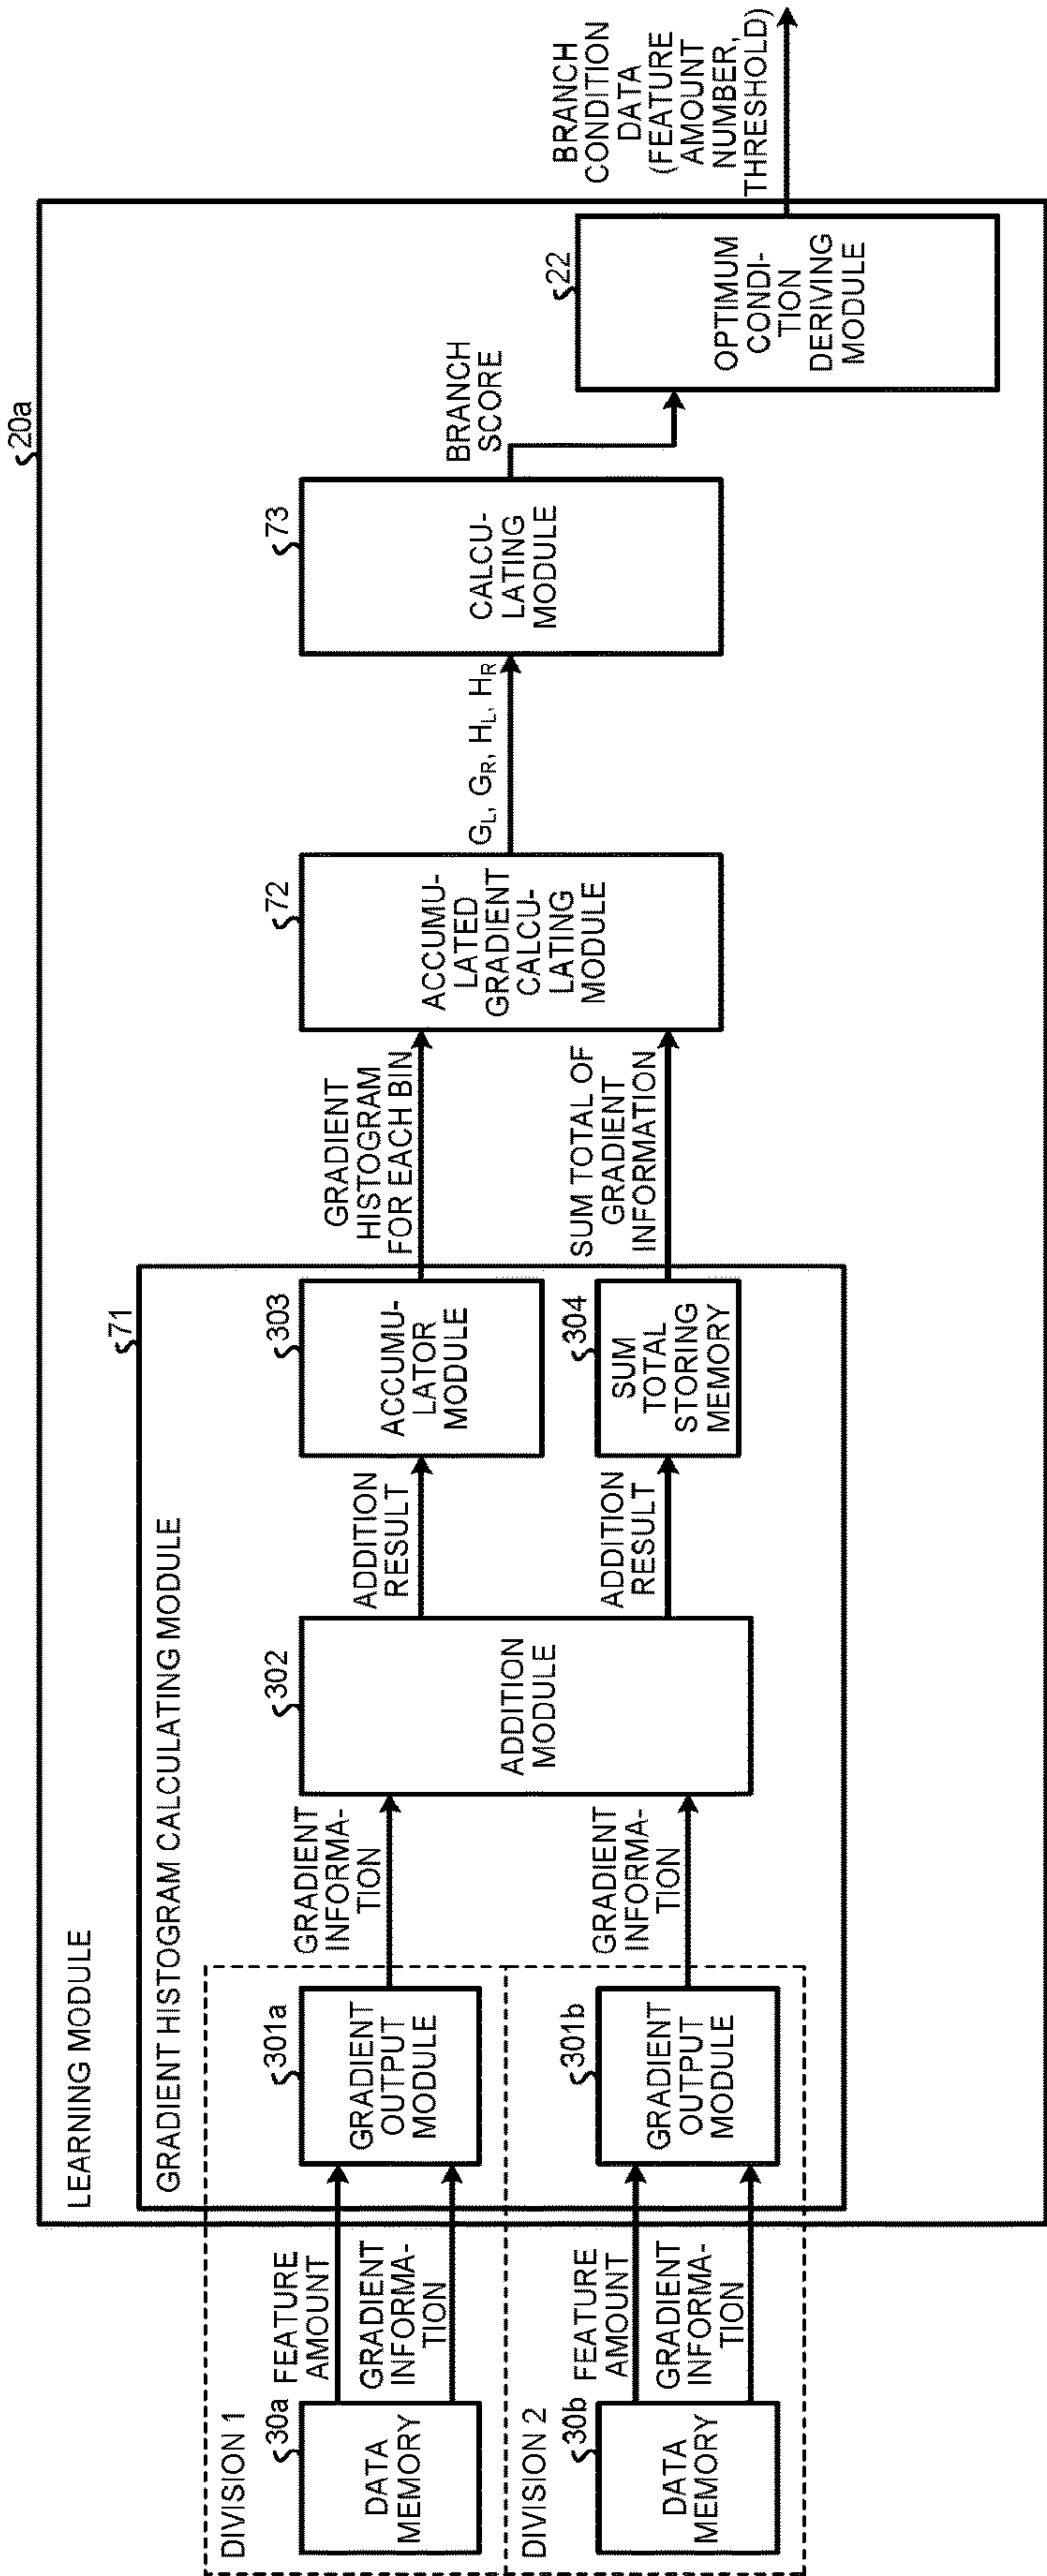 20a
LEARNING MODULE
71
GRADIENT HISTOGRAM CALCULATING MODULE
DIVISION 1
30a
DATA
MEMORY
FEATURE
AMOUNT
GRADIENT
INFORMA-
TION
301a
GRADIENT
OUTPUT
MODULE
GRADIENT
INFORMA-
TION
DIVISION 2
30b
DATA
MEMORY
FEATURE
AMOUNT
GRADIENT
INFORMA-
TION
301b
GRADIENT
OUTPUT
MODULE
GRADIENT
INFORMA-
TION
302
ADDITION
MODULE
ADDITION
RESULT
303
ACCUMU-
LATOR
MODULE
GRADIENT
HISTOGRAM
FOR EACH BIN
ADDITION
RESULT
304
SUM
TOTAL
STORING
MEMORY
SUM TOTAL OF
GRADIENT
INFORMATION
72
ACCUMU-
LATED
GRADIENT
CALCU-
LATING
MODULE
GL, GR, HL, HR
73
CALCU-
LATING
MODULE
BRANCH
SCORE
22
OPTIMUM
CONDI-
TION
DERIVING
MODULE
BRANCH
CONDITION
DATA
(FEATURE
AMOUNT
NUMBER,
THRESHOLD)